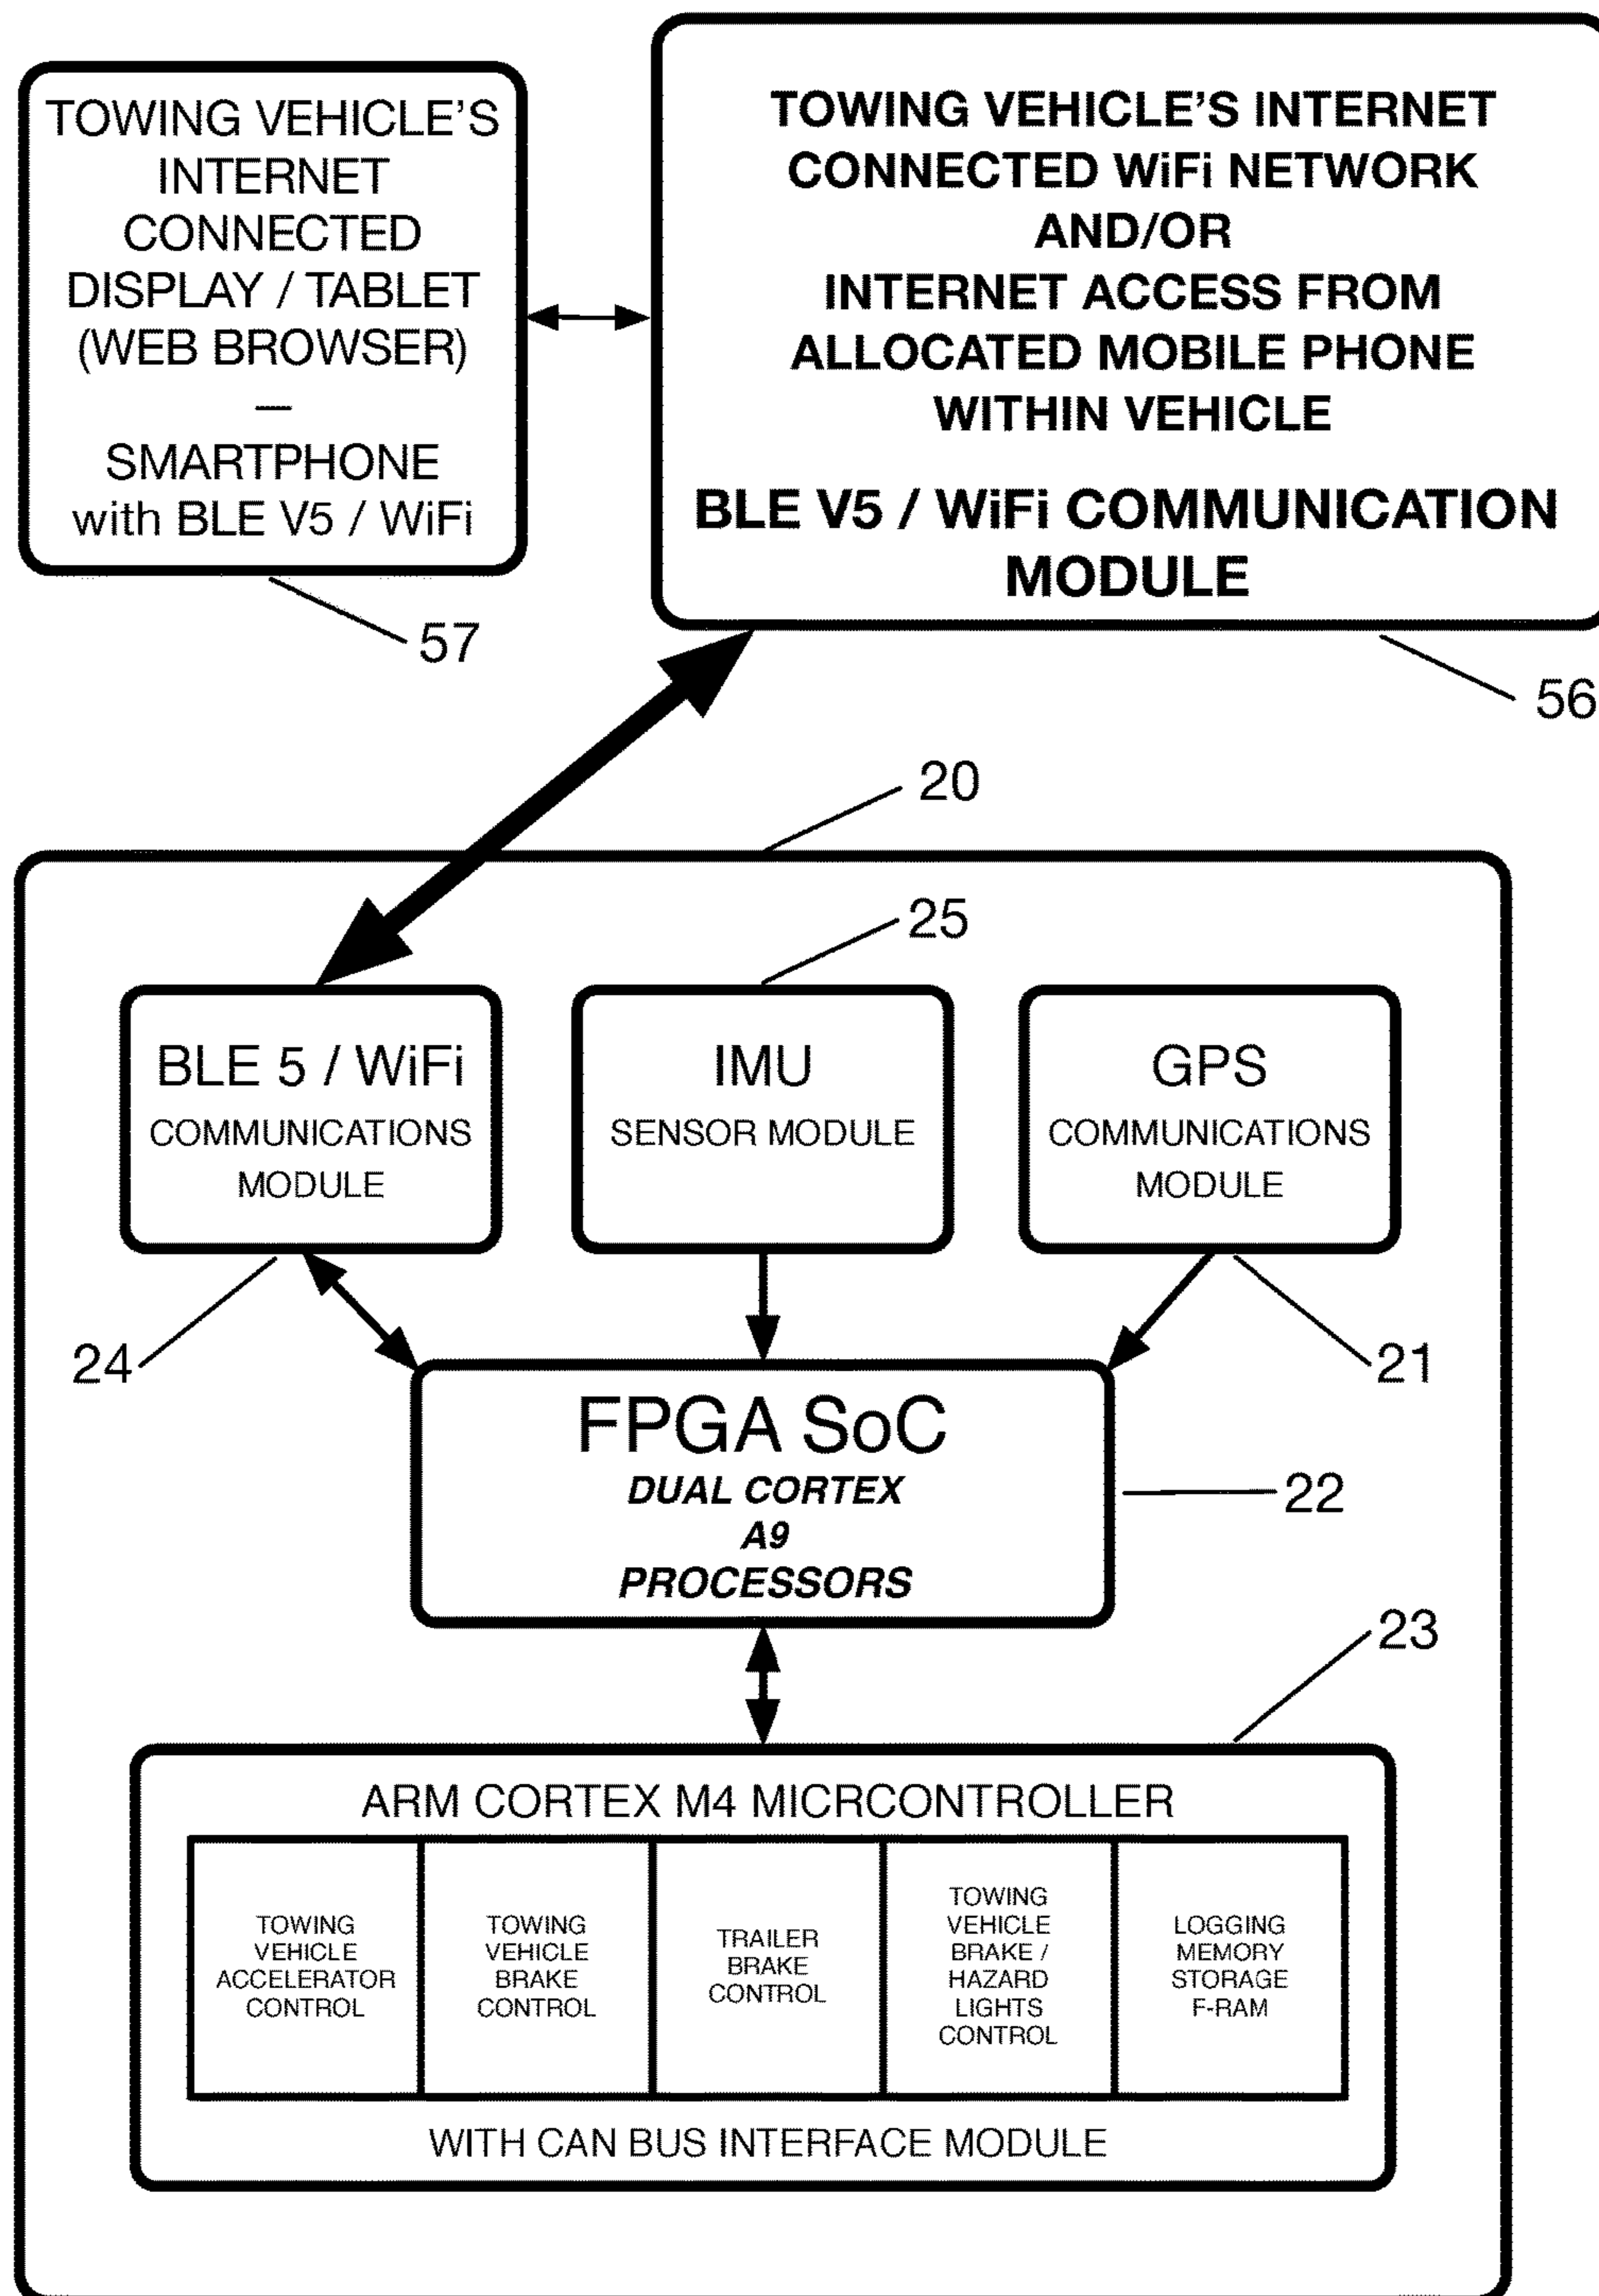 TOWING VEHICLE'S
INTERNET
CONNECTED
DISPLAY / TABLET
(WEB BROWSER)
—
SMARTPHONE
with BLE V5 / WiFi
57
TOWING VEHICLE'S INTERNET
CONNECTED WiFi NETWORK
AND/OR
INTERNET ACCESS FROM
ALLOCATED MOBILE PHONE
WITHIN VEHICLE
BLE V5 / WiFi COMMUNICATION
MODULE
56
20
25
BLE 5 / WiFi
COMMUNICATIONS
MODULE
IMU
SENSOR MODULE
GPS
COMMUNICATIONS
MODULE
24
21
FPGA SoC
DUAL CORTEX
A9
PROCESSORS
22
23
ARM CORTEX M4 MICRCONTROLLER
TOWING
VEHICLE
ACCELERATOR
CONTROL
TOWING
VEHICLE
BRAKE
CONTROL
TRAILER
BRAKE
CONTROL
TOWING
VEHICLE
BRAKE /
HAZARD
LIGHTS
CONTROL
LOGGING
MEMORY
STORAGE
F-RAM
WITH CAN BUS INTERFACE MODULE